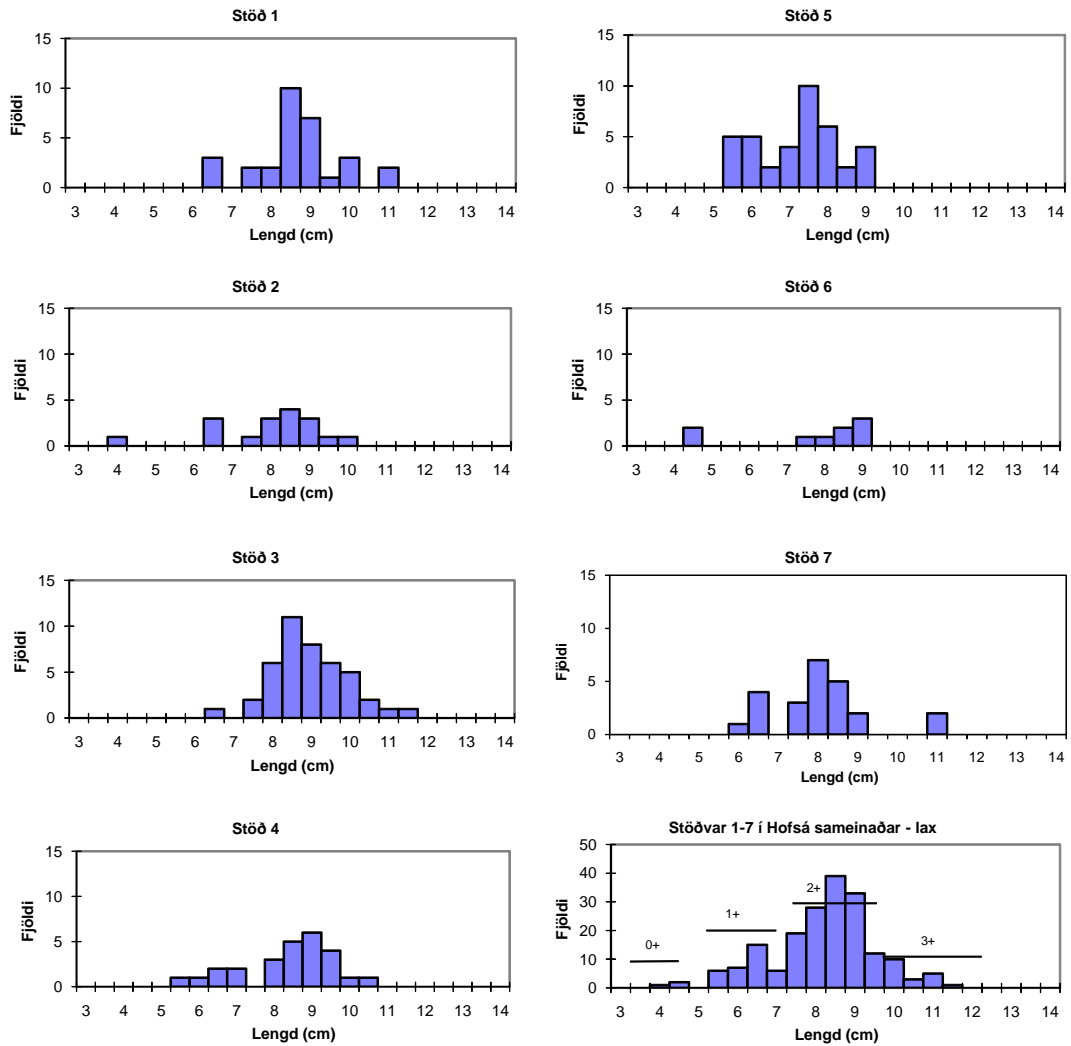 Stöð 1
15
10
5
0
Fjöldi
3 4 5 6 7 8 9 10 11 12 13 14
Lengd (cm)
Stöð 5
15
10
5
0
Fjöldi
3 4 5 6 7 8 9 10 11 12 13 14
Lengd (cm)
Stöð 2
15
10
5
0
Fjöldi
3 4 5 6 7 8 9 10 11 12 13 14
Lengd (cm)
Stöð 6
15
10
5
0
Fjöldi
3 4 5 6 7 8 9 10 11 12 13 14
Lengd (cm)
Stöð 3
15
10
5
0
Fjöldi
3 4 5 6 7 8 9 10 11 12 13 14
Lengd (cm)
Stöð 7
15
10
5
0
Fjöldi
3 4 5 6 7 8 9 10 11 12 13 14
Lengd (cm)
Stöð 4
15
10
5
0
Fjöldi
3 4 5 6 7 8 9 10 11 12 13 14
Lengd (cm)
Stöðvar 1-7 í Hofsá sameinaðar - lax
50
40
30
20
10
0
Fjöldi
0+
1+
2+
3+
3 4 5 6 7 8 9 10 11 12 13 14
Lengd (cm)